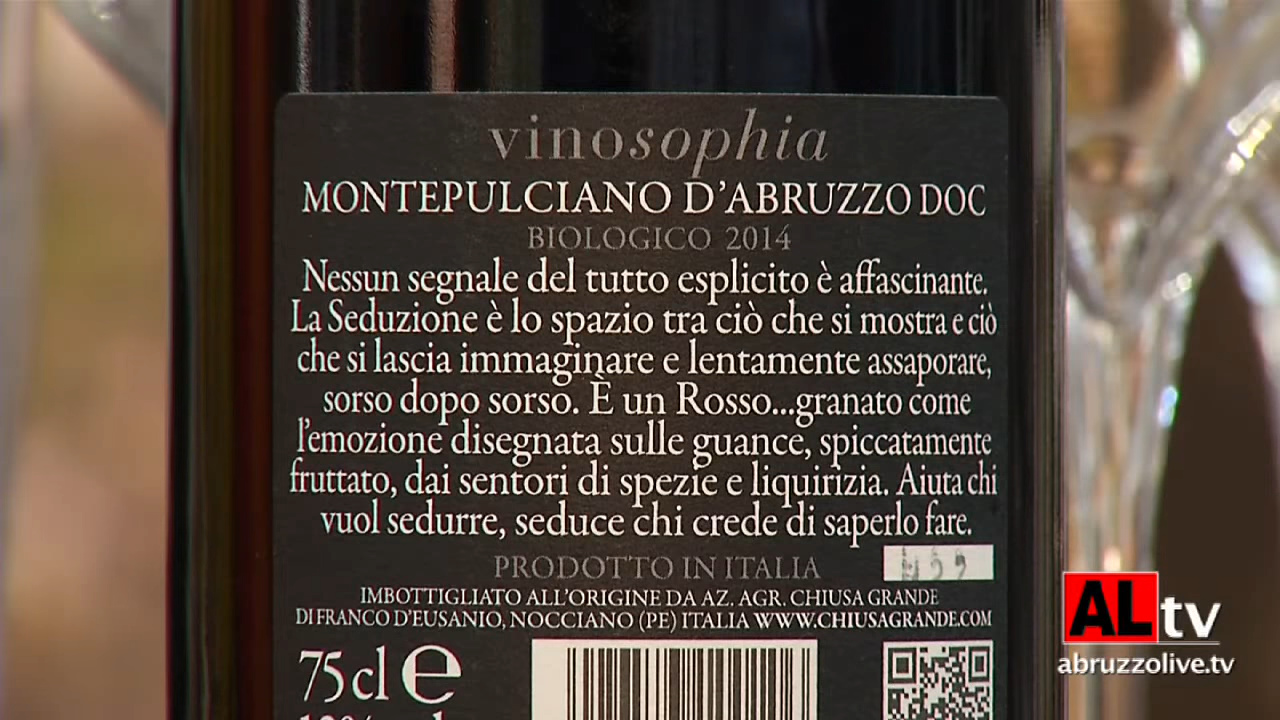 vinosophia
MONTEPULCIANO D'ABRUZZO DOC
BIOLOGICO 2014
Nessun segnale del tutto esplicito è affascinante.
La Seduzione è lo spazio tra ciò che si mostra e ciò
che si lascia immaginare e lentamente assaporare,
sorso dopo sorso. È un Rosso...granato come
l'emozione disegnata sulle guance, spiccatamente
fruttato, dai sentori di spezie e liquirizia. Aiuta chi
vuol sedurre, seduce chi crede di saperlo fare.
PRODOTTO IN ITALIA
IMBOTTIGLIATO ALL'ORIGINE DA AZ. AGR. CHIUSA GRANDE
DI FRANCO D'EUSANIO, NOCCIANO (PE) ITALIA WWW.CHIUSAGRANDE.COM
75 cl e
ALtv
abruzzolive.tv